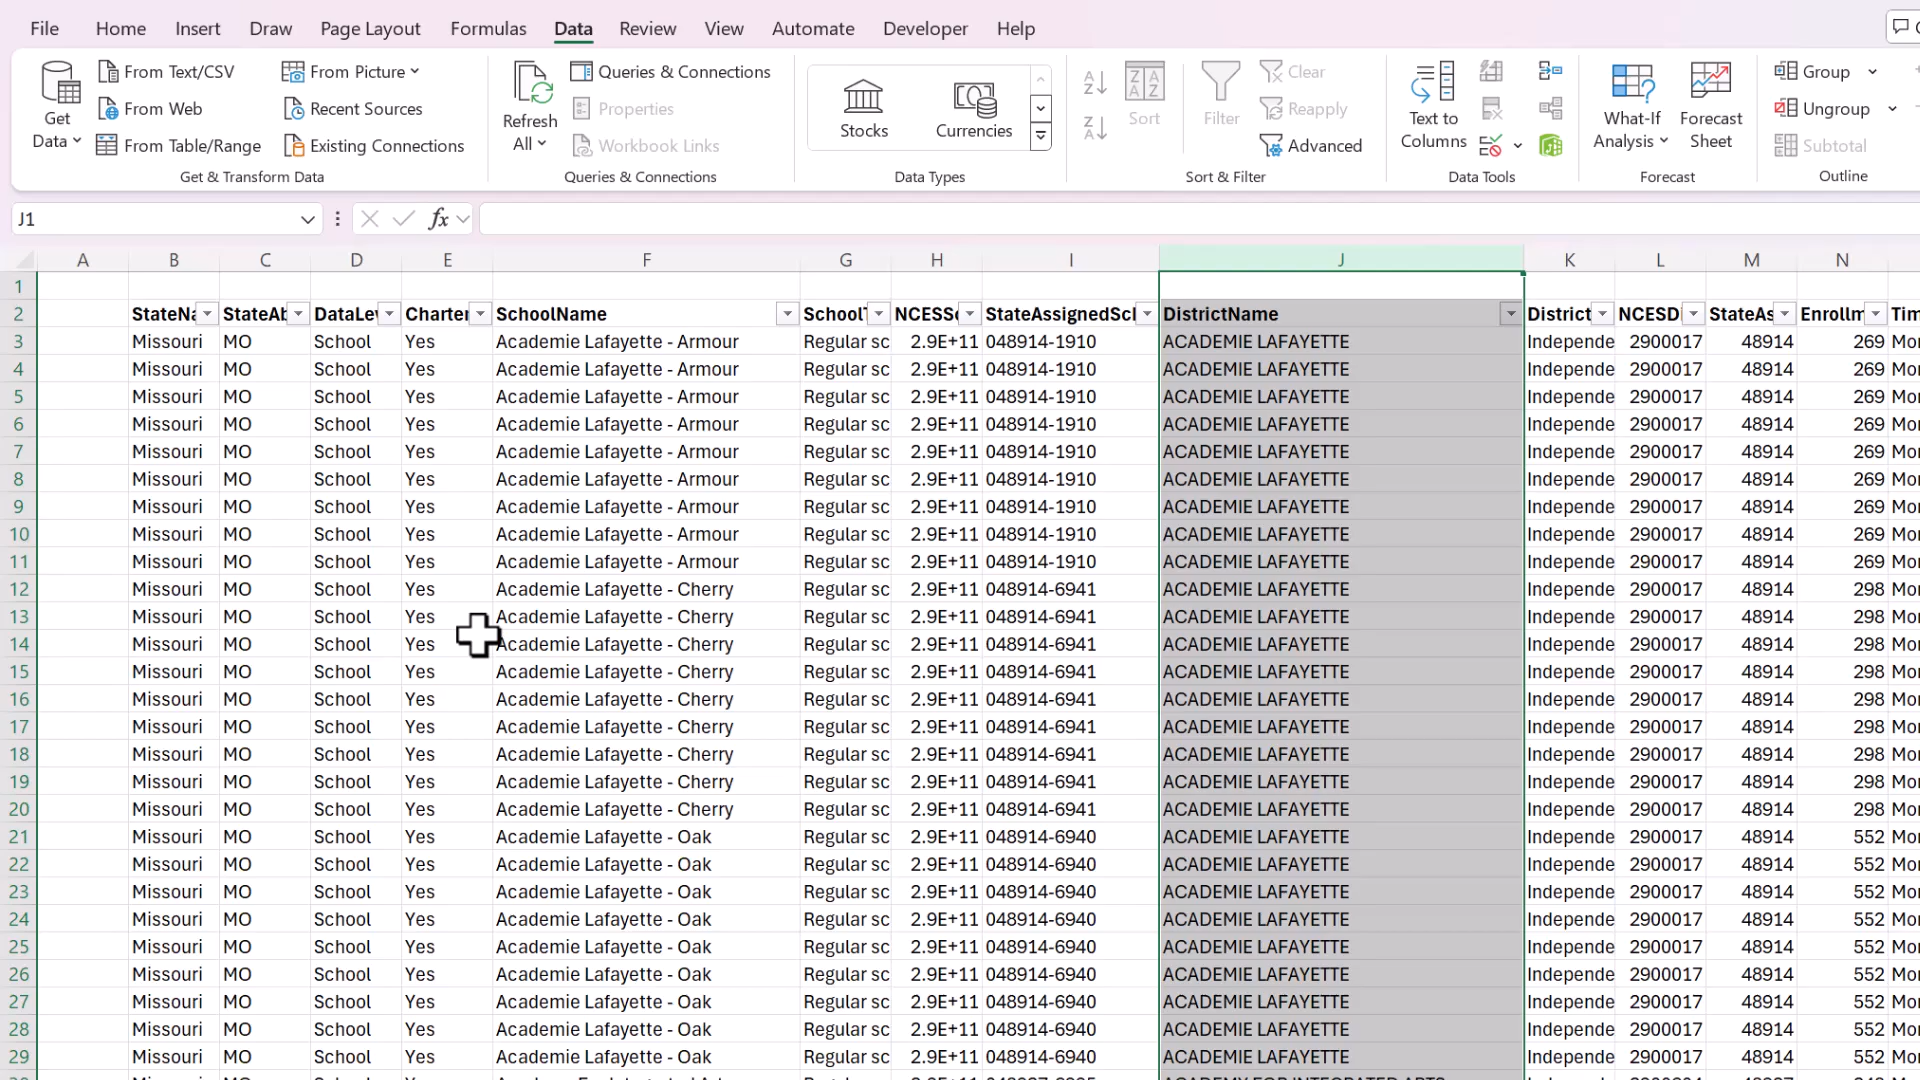 File Home Insert Draw Page Layout Formulas Data Review View Automate Developer Help
Get Data
From Text/CSV
From Web
From Table/Range
From Picture
Recent Sources
Existing Connections
Get & Transform Data
Refresh All
Queries & Connections
Properties
Workbook Links
Queries & Connections
Stocks
Currencies
Data Types
Sort
Filter
Clear
Reapply
Advanced
Sort & Filter
Text to Columns
Data Tools
What-If Analysis
Forecast Sheet
Forecast
Group
Ungroup
Subtotal
Outline
J1 fx
A B C D E F G H I J K L M N
1
2 StateNa StateAb DataLev Charter SchoolName SchoolT NCESSc StateAssignedScl DistrictName District NCESDi StateAs Enrollm Tim
3 Missouri MO School Yes Academie Lafayette - Armour Regular sc 2.9E+11 048914-1910 ACADEMIE LAFAYETTE Independe 2900017 48914 269 Mor
4 Missouri MO School Yes Academie Lafayette - Armour Regular sc 2.9E+11 048914-1910 ACADEMIE LAFAYETTE Independe 2900017 48914 269 Mor
5 Missouri MO School Yes Academie Lafayette - Armour Regular sc 2.9E+11 048914-1910 ACADEMIE LAFAYETTE Independe 2900017 48914 269 Mor
6 Missouri MO School Yes Academie Lafayette - Armour Regular sc 2.9E+11 048914-1910 ACADEMIE LAFAYETTE Independe 2900017 48914 269 Mor
7 Missouri MO School Yes Academie Lafayette - Armour Regular sc 2.9E+11 048914-1910 ACADEMIE LAFAYETTE Independe 2900017 48914 269 Mor
8 Missouri MO School Yes Academie Lafayette - Armour Regular sc 2.9E+11 048914-1910 ACADEMIE LAFAYETTE Independe 2900017 48914 269 Mor
9 Missouri MO School Yes Academie Lafayette - Armour Regular sc 2.9E+11 048914-1910 ACADEMIE LAFAYETTE Independe 2900017 48914 269 Mor
10 Missouri MO School Yes Academie Lafayette - Armour Regular sc 2.9E+11 048914-1910 ACADEMIE LAFAYETTE Independe 2900017 48914 269 Mor
11 Missouri MO School Yes Academie Lafayette - Armour Regular sc 2.9E+11 048914-1910 ACADEMIE LAFAYETTE Independe 2900017 48914 269 Mor
12 Missouri MO School Yes Academie Lafayette - Cherry Regular sc 2.9E+11 048914-6941 ACADEMIE LAFAYETTE Independe 2900017 48914 298 Mor
13 Missouri MO School Yes Academie Lafayette - Cherry Regular sc 2.9E+11 048914-6941 ACADEMIE LAFAYETTE Independe 2900017 48914 298 Mor
14 Missouri MO School Yes Academie Lafayette - Cherry Regular sc 2.9E+11 048914-6941 ACADEMIE LAFAYETTE Independe 2900017 48914 298 Mor
15 Missouri MO School Yes Academie Lafayette - Cherry Regular sc 2.9E+11 048914-6941 ACADEMIE LAFAYETTE Independe 2900017 48914 298 Mor
16 Missouri MO School Yes Academie Lafayette - Cherry Regular sc 2.9E+11 048914-6941 ACADEMIE LAFAYETTE Independe 2900017 48914 298 Mor
17 Missouri MO School Yes Academie Lafayette - Cherry Regular sc 2.9E+11 048914-6941 ACADEMIE LAFAYETTE Independe 2900017 48914 298 Mor
18 Missouri MO School Yes Academie Lafayette - Cherry Regular sc 2.9E+11 048914-6941 ACADEMIE LAFAYETTE Independe 2900017 48914 298 Mor
19 Missouri MO School Yes Academie Lafayette - Cherry Regular sc 2.9E+11 048914-6941 ACADEMIE LAFAYETTE Independe 2900017 48914 298 Mor
20 Missouri MO School Yes Academie Lafayette - Cherry Regular sc 2.9E+11 048914-6941 ACADEMIE LAFAYETTE Independe 2900017 48914 298 Mor
21 Missouri MO School Yes Academie Lafayette - Oak Regular sc 2.9E+11 048914-6940 ACADEMIE LAFAYETTE Independe 2900017 48914 552 Mor
22 Missouri MO School Yes Academie Lafayette - Oak Regular sc 2.9E+11 048914-6940 ACADEMIE LAFAYETTE Independe 2900017 48914 552 Mor
23 Missouri MO School Yes Academie Lafayette - Oak Regular sc 2.9E+11 048914-6940 ACADEMIE LAFAYETTE Independe 2900017 48914 552 Mor
24 Missouri MO School Yes Academie Lafayette - Oak Regular sc 2.9E+11 048914-6940 ACADEMIE LAFAYETTE Independe 2900017 48914 552 Mor
25 Missouri MO School Yes Academie Lafayette - Oak Regular sc 2.9E+11 048914-6940 ACADEMIE LAFAYETTE Independe 2900017 48914 552 Mor
26 Missouri MO School Yes Academie Lafayette - Oak Regular sc 2.9E+11 048914-6940 ACADEMIE LAFAYETTE Independe 2900017 48914 552 Mor
27 Missouri MO School Yes Academie Lafayette - Oak Regular sc 2.9E+11 048914-6940 ACADEMIE LAFAYETTE Independe 2900017 48914 552 Mor
28 Missouri MO School Yes Academie Lafayette - Oak Regular sc 2.9E+11 048914-6940 ACADEMIE LAFAYETTE Independe 2900017 48914 552 Mor
29 Missouri MO School Yes Academie Lafayette - Oak Regular sc 2.9E+11 048914-6940 ACADEMIE LAFAYETTE Independe 2900017 48914 552 Mor